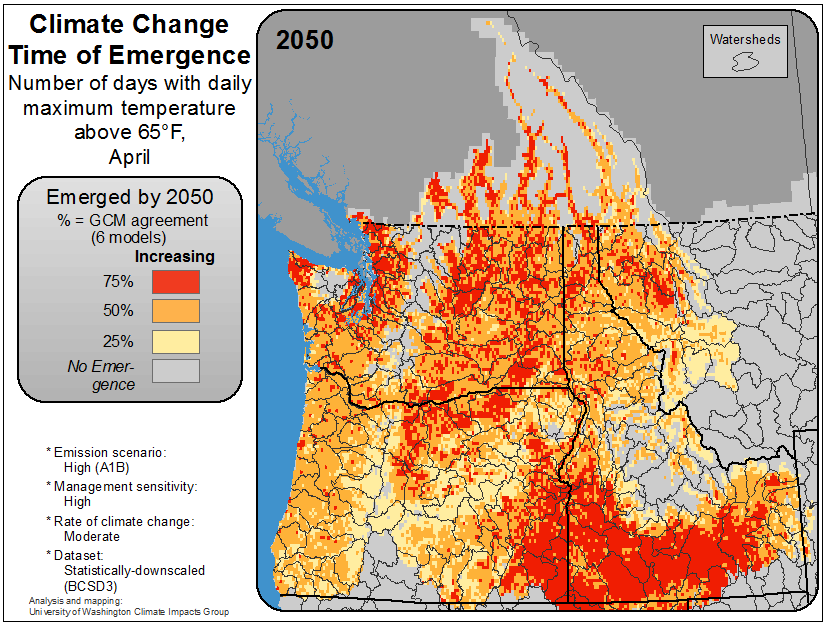 Climate Change
Time of Emergence
Number of days with daily
maximum temperature
above 65°F,
April
Emerged by 2050
% = GCM agreement
(6 models)
Increasing
75%
50%
25%
No Emer-
gence
* Emission scenario:
High (A1B)
* Management sensitivity:
High
* Rate of climate change:
Moderate
* Dataset:
Statistically-downscaled
(BCSD3)
Analysis and mapping:
University of Washington Climate Impacts Group
2050
Watersheds